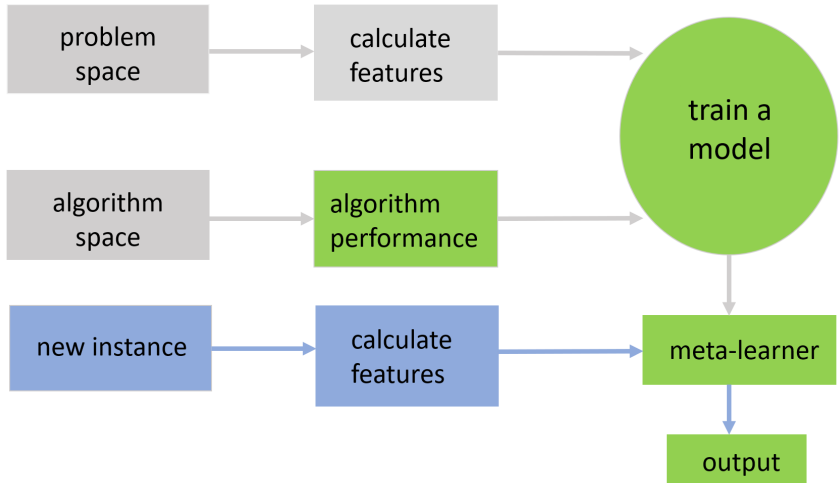 problem
space
calculate
features
train a
model
algorithm
space
algorithm
performance
new instance
calculate
features
meta-learner
output